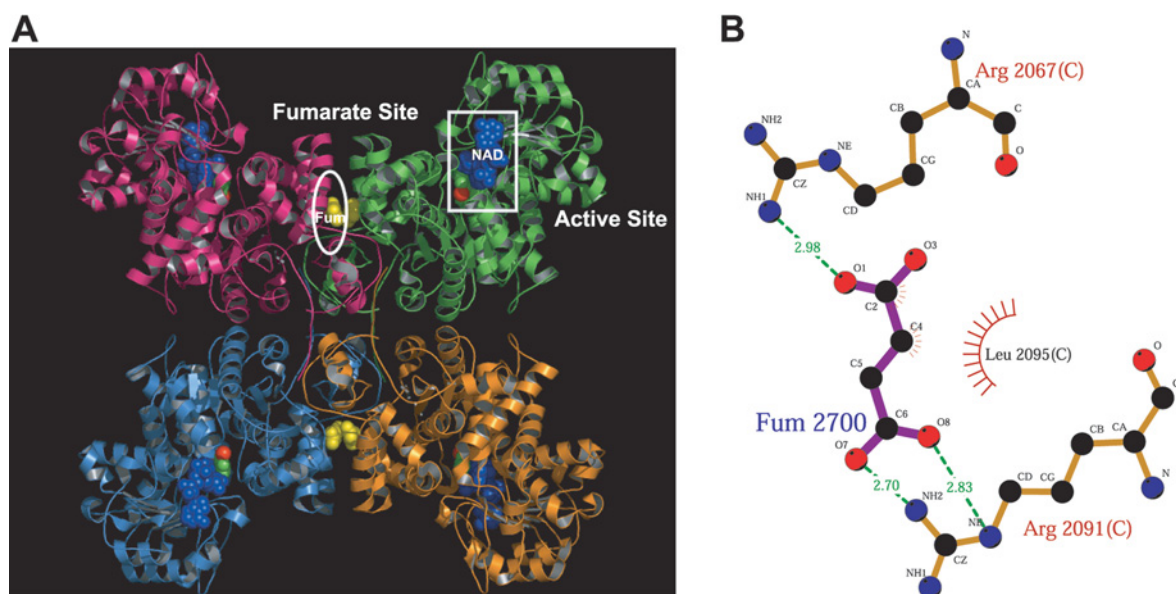 A
Fumarate Site
NAD
Fum
Active Site
B
N
Arg 2067(C)
CA
CB
C
NH2
NE
O
CZ
CG
NH1
CD
2.98
O3
O1
C2
C4
Leu 2095(C)
O
C5
C
Fum 2700
C6
O8
CB
CA
O7
2.70
2.83
CD
CG
N
NH2
NE
Arg 2091(C)
CZ
NH1